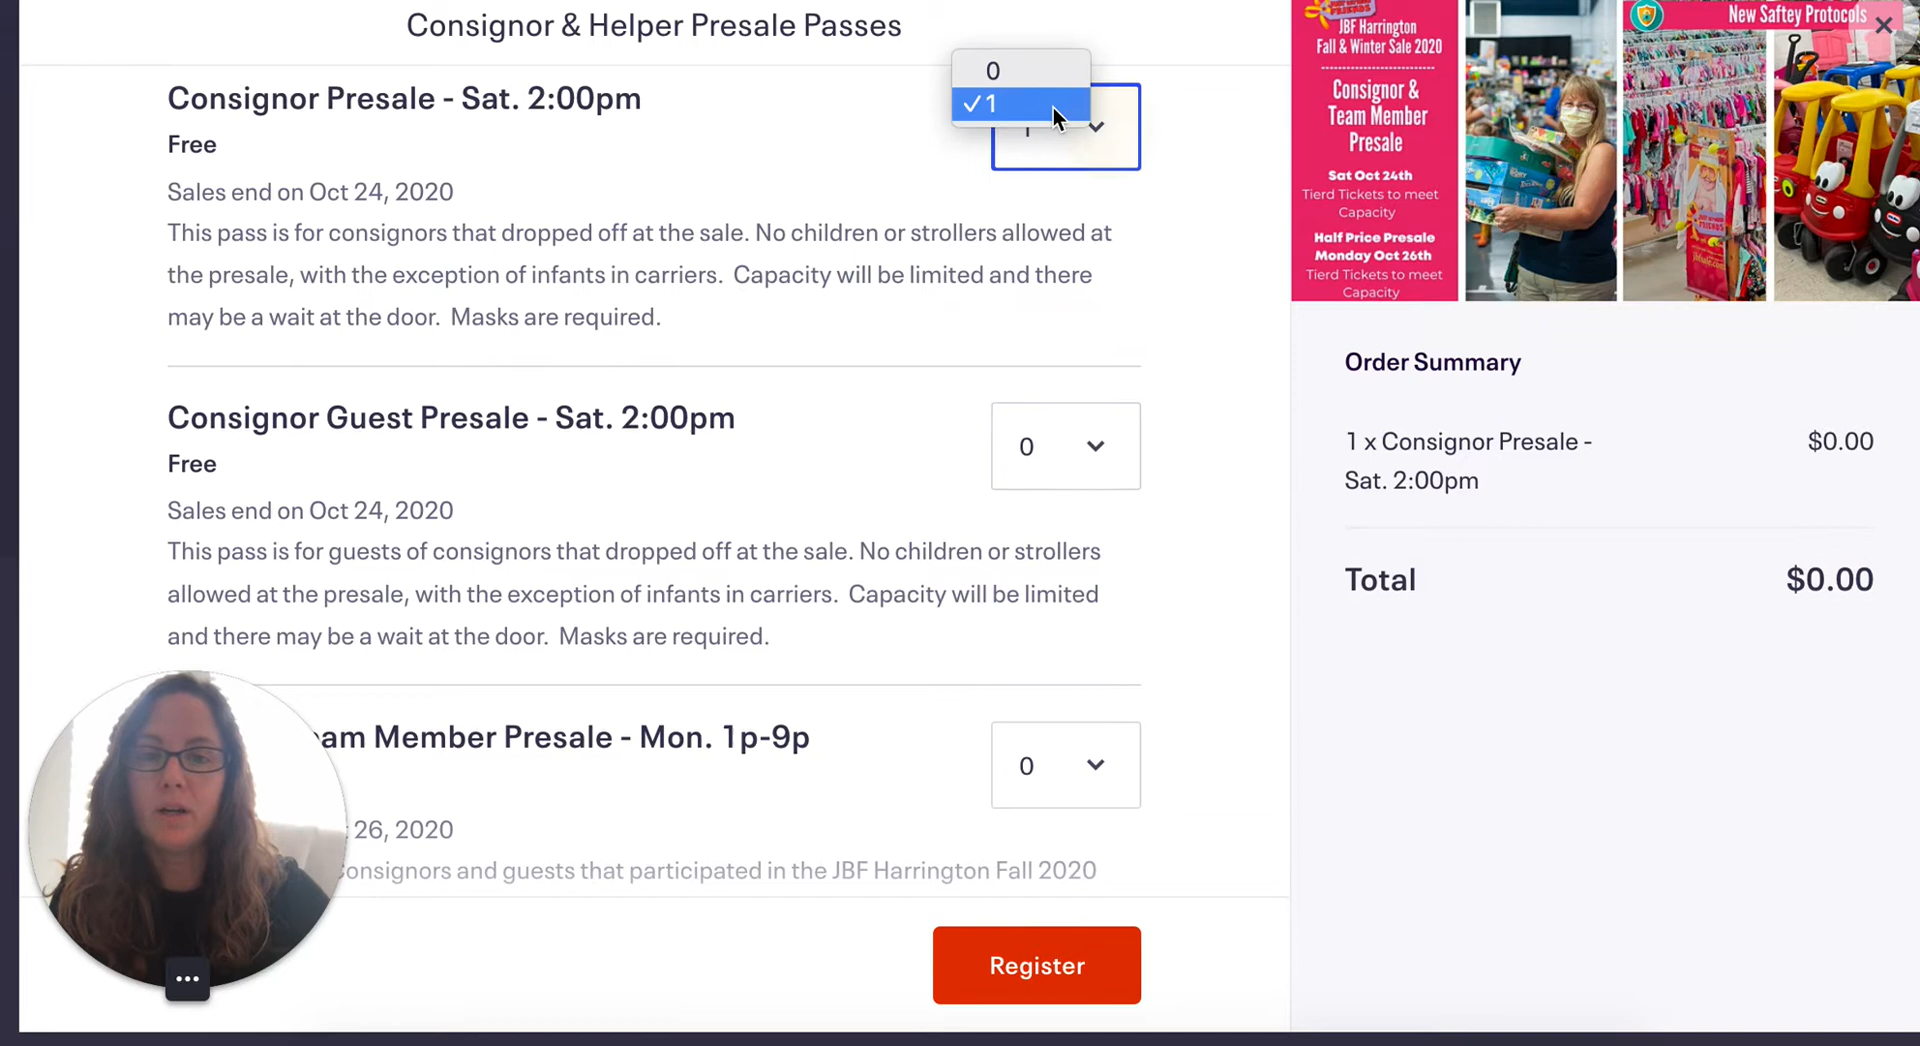 Consignor & Helper Presale Passes
0
✓ 1
Consignor Presale - Sat. 2:00pm
Free
Sales end on Oct 24, 2020
This pass is for consignors that dropped off at the sale. No children or strollers allowed at
the presale, with the exception of infants in carriers. Capacity will be limited and there
may be a wait at the door. Masks are required.
Consignor Guest Presale - Sat. 2:00pm
0
Free
Sales end on Oct 24, 2020
This pass is for guests of consignors that dropped off at the sale. No children or strollers
allowed at the presale, with the exception of infants in carriers. Capacity will be limited
and there may be a wait at the door. Masks are required.
am Member Presale - Mon. 1p-9p
0
26, 2020
onsignors and guests that participated in the JBF Harrington Fall 2020
Register
JBF Harrington
Fall & Winter Sale 2020
Consignor &
Team Member
Presale
Sat Oct 24th
Tierd Tickets to meet
Capacity
Half Price Presale
Monday Oct 26th
Tierd Tickets to meet
Capacity
New Saftey Protocols
Order Summary
1 x Consignor Presale -
Sat. 2:00pm
$0.00
Total
$0.00